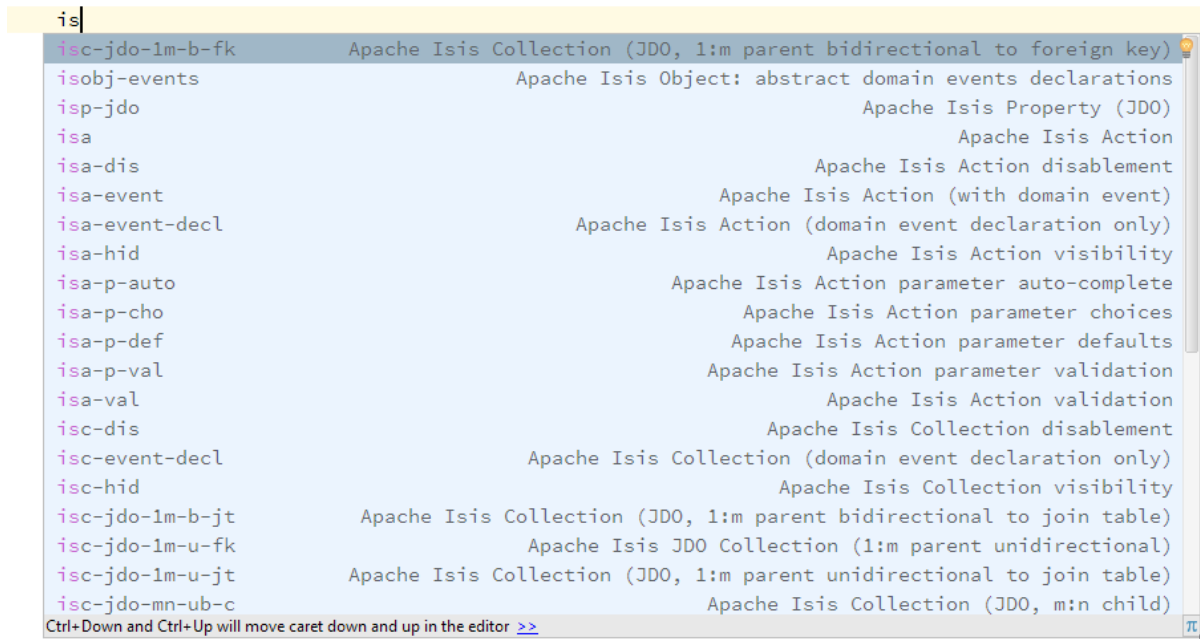 is
isc-jdo-1m-b-fk Apache Isis Collection (JDO, 1:m parent bidirectional to foreign key)
isobj-events Apache Isis Object: abstract domain events declarations
isp-jdo Apache Isis Property (JDO)
isa Apache Isis Action
isa-dis Apache Isis Action disablement
isa-event Apache Isis Action (with domain event)
isa-event-decl Apache Isis Action (domain event declaration only)
isa-hid Apache Isis Action visibility
isa-p-auto Apache Isis Action parameter auto-complete
isa-p-cho Apache Isis Action parameter choices
isa-p-def Apache Isis Action parameter defaults
isa-p-val Apache Isis Action parameter validation
isa-val Apache Isis Action validation
isc-dis Apache Isis Collection disablement
isc-event-decl Apache Isis Collection (domain event declaration only)
isc-hid Apache Isis Collection visibility
isc-jdo-1m-b-jt Apache Isis Collection (JDO, 1:m parent bidirectional to join table)
isc-jdo-1m-u-fk Apache Isis JDO Collection (1:m parent unidirectional)
isc-jdo-1m-u-jt Apache Isis Collection (JDO, 1:m parent unidirectional to join table)
isc-jdo-mn-ub-c Apache Isis Collection (JDO, m:n child)
Ctrl+Down and Ctrl+Up will move caret down and up in the editor >> π